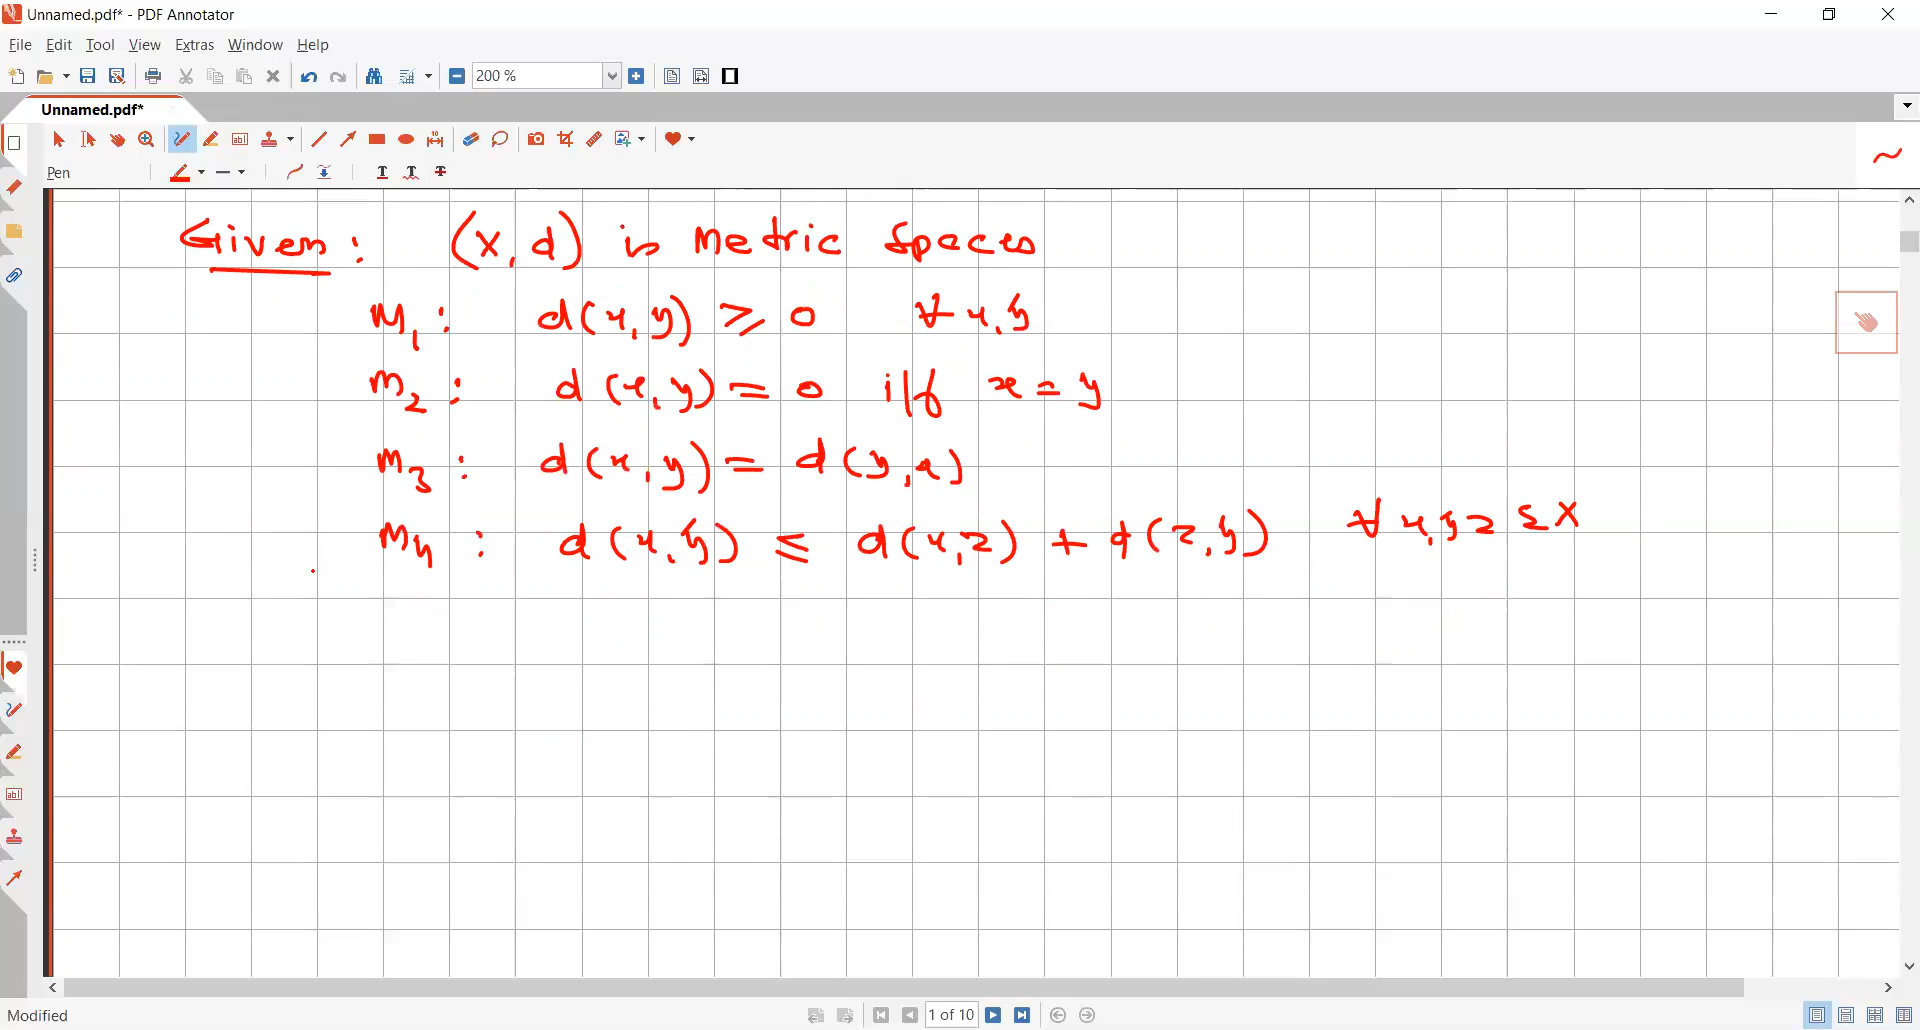 Unnamed.pdf* - PDF Annotator
File Edit Tool View Extras Window Help
200 %
Unnamed.pdf*
Pen
Given : (X, d) is Metric Spaces
M1 : d(x, y) ≥ 0 ∀ x, y
M2 : d(x, y) = 0 iff x = y
M3 : d(x, y) = d(y, x)
M4 : d(x, y) ≤ d(x, z) + d(z, y) ∀ x, y z ε X
Modified
1 of 10